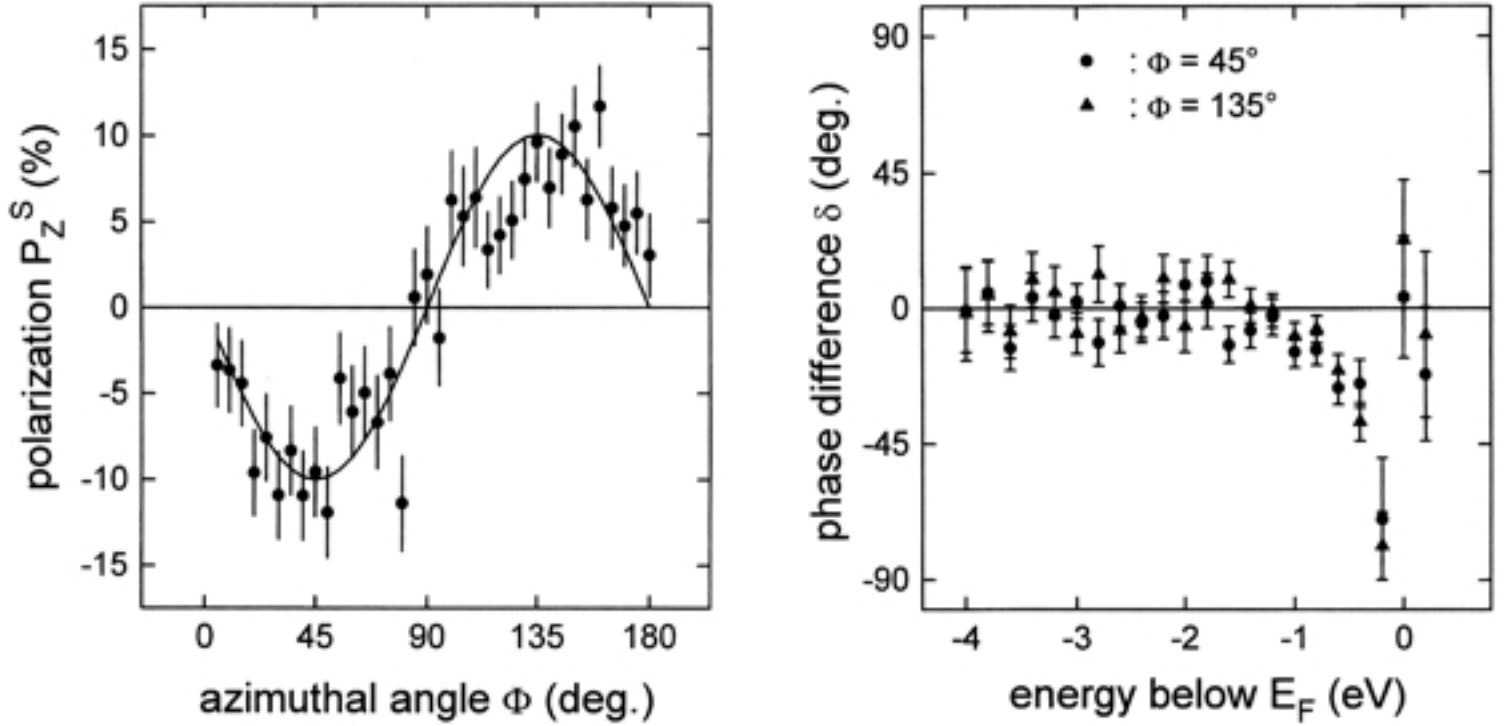 polarization P_Z^S (%)
15
10
5
0
-5
-10
-15
0 45 90 135 180
azimuthal angle Φ (deg.)
phase difference δ (deg.)
90
45
0
-45
-90
● : Φ = 45°
▲ : Φ = 135°
-4 -3 -2 -1 0
energy below E_F (eV)